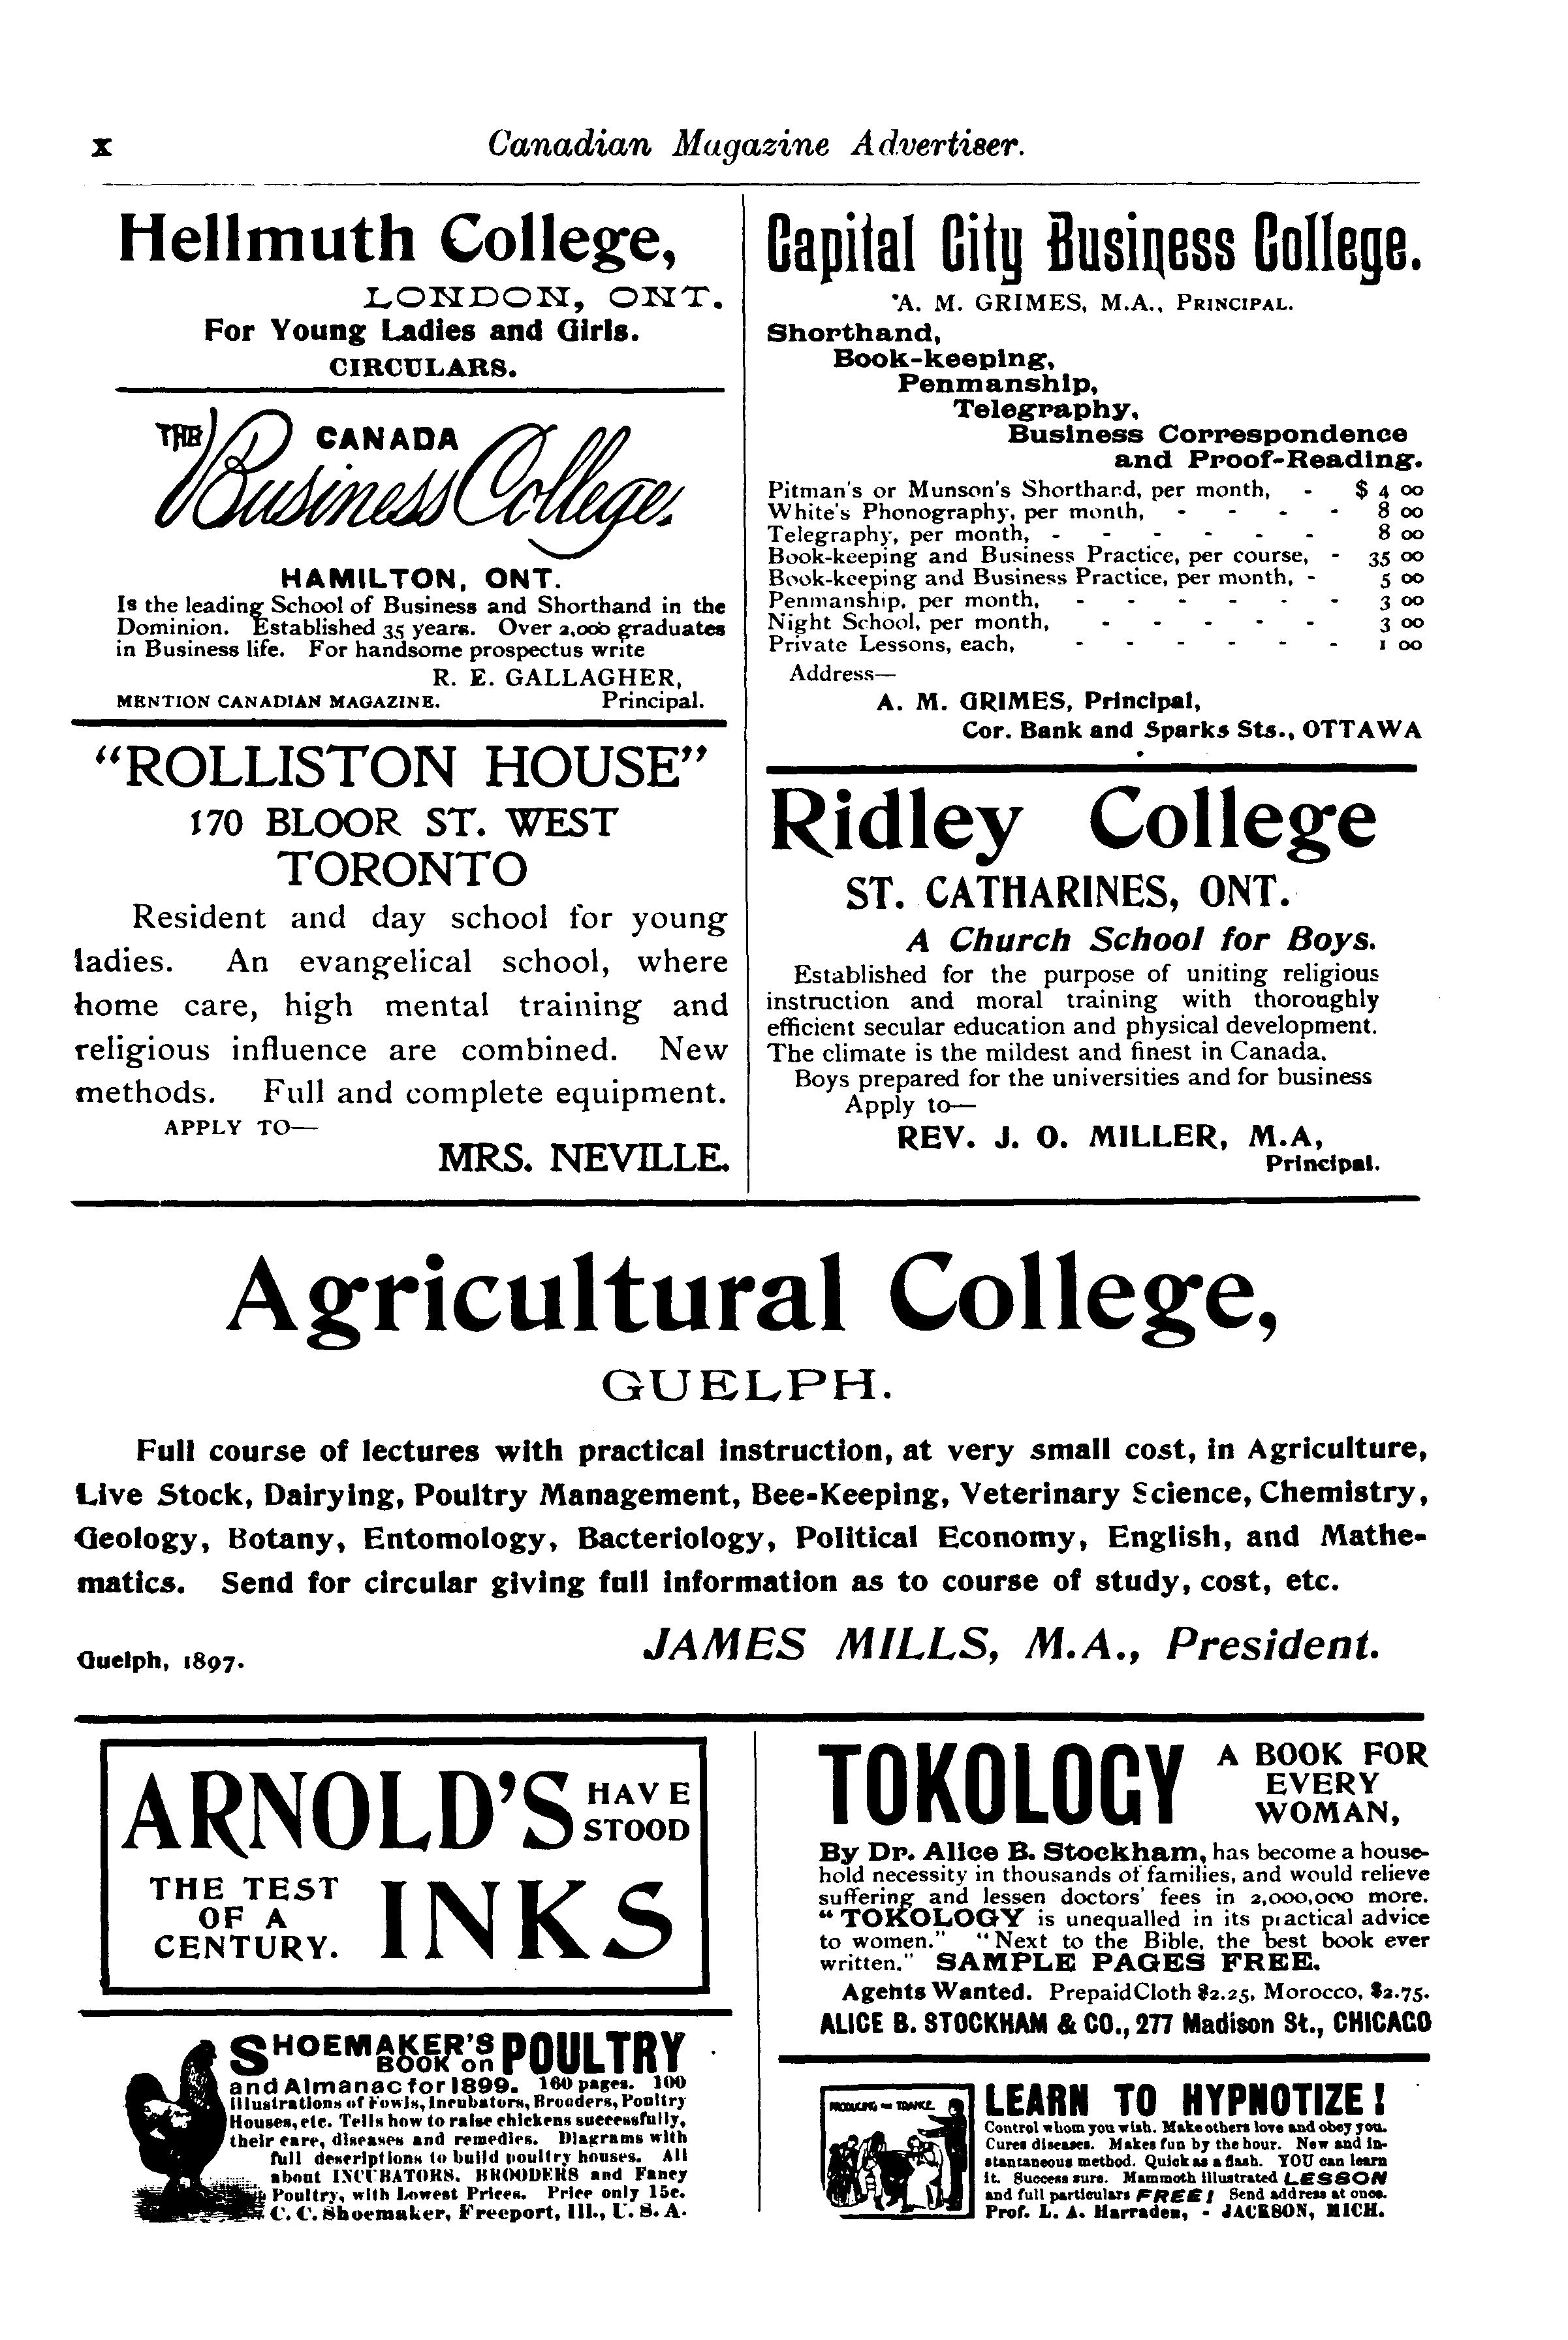 x
Canadian Magazine Advertiser.
Hellmuth College,
LONDON, ONT.
For Young Ladies and Girls.
CIRCULARS.
THE CANADA
Business College.
HAMILTON, ONT.
Is the leading School of Business and Shorthand in the
Dominion. Established 35 years. Over 2,000 graduates
in Business life. For handsome prospectus write
R. E. GALLAGHER,
MENTION CANADIAN MAGAZINE. Principal.
"ROLLISTON HOUSE"
170 BLOOR ST. WEST
TORONTO
Resident and day school for young
ladies. An evangelical school, where
home care, high mental training and
religious influence are combined. New
methods. Full and complete equipment.
APPLY TO—
MRS. NEVILLE.
Capital City Business College.
A. M. GRIMES, M.A., PRINCIPAL.
Shorthand,
Book-keeping,
Penmanship,
Telegraphy,
Business Correspondence
and Proof-Reading.
Pitman's or Munson's Shorthand, per month, - $ 4 00
White's Phonography, per month, - - - - 8 00
Telegraphy, per month, - - - - - - 8 00
Book-keeping and Business Practice, per course, - 35 00
Book-keeping and Business Practice, per month, - 5 00
Penmanship, per month, - - - - - - 3 00
Night School, per month, - - - - - 3 00
Private Lessons, each, - - - - - - 1 00
Address—
A. M. GRIMES, Principal,
Cor. Bank and Sparks Sts., OTTAWA
Ridley College
ST. CATHARINES, ONT.
A Church School for Boys.
Established for the purpose of uniting religious
instruction and moral training with thoroughly
efficient secular education and physical development.
The climate is the mildest and finest in Canada.
Boys prepared for the universities and for business
Apply to—
REV. J. O. MILLER, M.A,
Principal.
Agricultural College,
GUELPH.
Full course of lectures with practical instruction, at very small cost, in Agriculture,
Live Stock, Dairying, Poultry Management, Bee-Keeping, Veterinary Science, Chemistry,
Geology, Botany, Entomology, Bacteriology, Political Economy, English, and Mathe-
matics. Send for circular giving full information as to course of study, cost, etc.
JAMES MILLS, M.A., President.
Guelph, 1897.
ARNOLD'S HAVE
STOOD
THE TEST
OF A
CENTURY. INKS
SHOEMAKER'S
BOOK on POULTRY
and Almanac for 1899. 160 pages. 100
Illustrations of Fowls, Incubators, Brooders, Poultry
Houses, etc. Tells how to raise chickens successfully,
their care, diseases and remedies. Diagrams with
full descriptions to build poultry houses. All
about INCUBATORS, BROODERS and Fancy
Poultry, with Lowest Prices. Price only 15c.
C. C. Shoemaker, Freeport, Ill., U. S. A.
TOKOLOGY A BOOK FOR
EVERY
WOMAN,
By Dr. Alice B. Stockham, has become a house-
hold necessity in thousands of families, and would relieve
suffering and lessen doctors' fees in 2,000,000 more.
"TOKOLOGY is unequalled in its practical advice
to women." "Next to the Bible, the best book ever
written." SAMPLE PAGES FREE.
Agehts Wanted. Prepaid Cloth $2.25, Morocco, $2.75.
ALICE B. STOCKHAM & CO., 277 Madison St., CHICAGO
PRODUCING A TRANCE.
LEARN TO HYPNOTIZE!
Control whom you wish. Make others love and obey you.
Cures diseases. Makes fun by the hour. New and in-
stantaneous method. Quick as a flash. YOU can learn
it. Success sure. Mammoth illustrated LESSON
and full particulars FREE! Send address at once.
Prof. L. A. Harraden, - JACKSON, MICH.